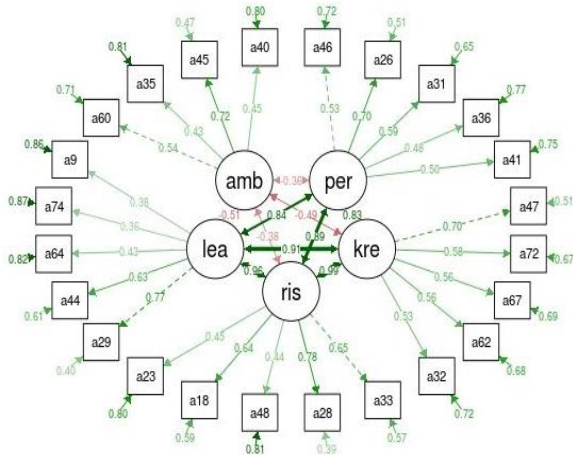 0.80
0.72
0.47
0.51
a40
a46
0.81
a45
a26
0.65
a35
a31
0.71
0.77
a60
0.72
0.45
0.53
0.70
a36
0.86
0.43
0.59
0.75
a9
0.54
0.48
a41
0.50
amb
-0.36
per
0.87
0.38
a47
0.51
a74
0.36
-0.51
0.84
-0.49
0.83
0.70
0.82
-0.38
0.89
a64
0.43
lea
0.91
kre
0.58
a72
0.67
0.63
0.96
0.99
0.56
a44
0.77
ris
a67
0.61
0.56
0.69
a29
0.53
a62
0.45
0.65
0.40
0.64
0.44
0.78
0.68
a23
a32
a18
a48
a28
a33
0.80
0.72
0.59
0.81
0.39
0.57